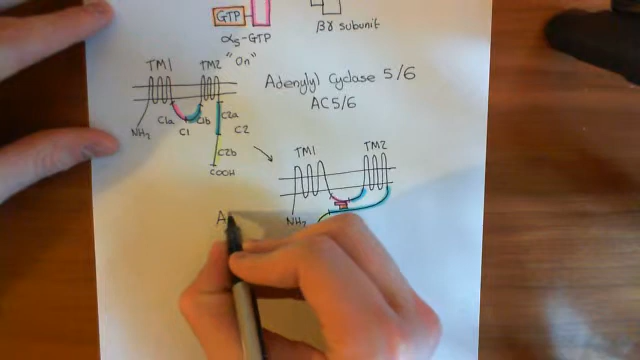 GTP
αs-GTP
"On"
βγ subunit
TM1 TM2
Adenylyl Cyclase 5/6
AC5/6
C1a C1b C2a
C1 C2
NH2
C2b
COOH
TM1 TM2
NH2
A